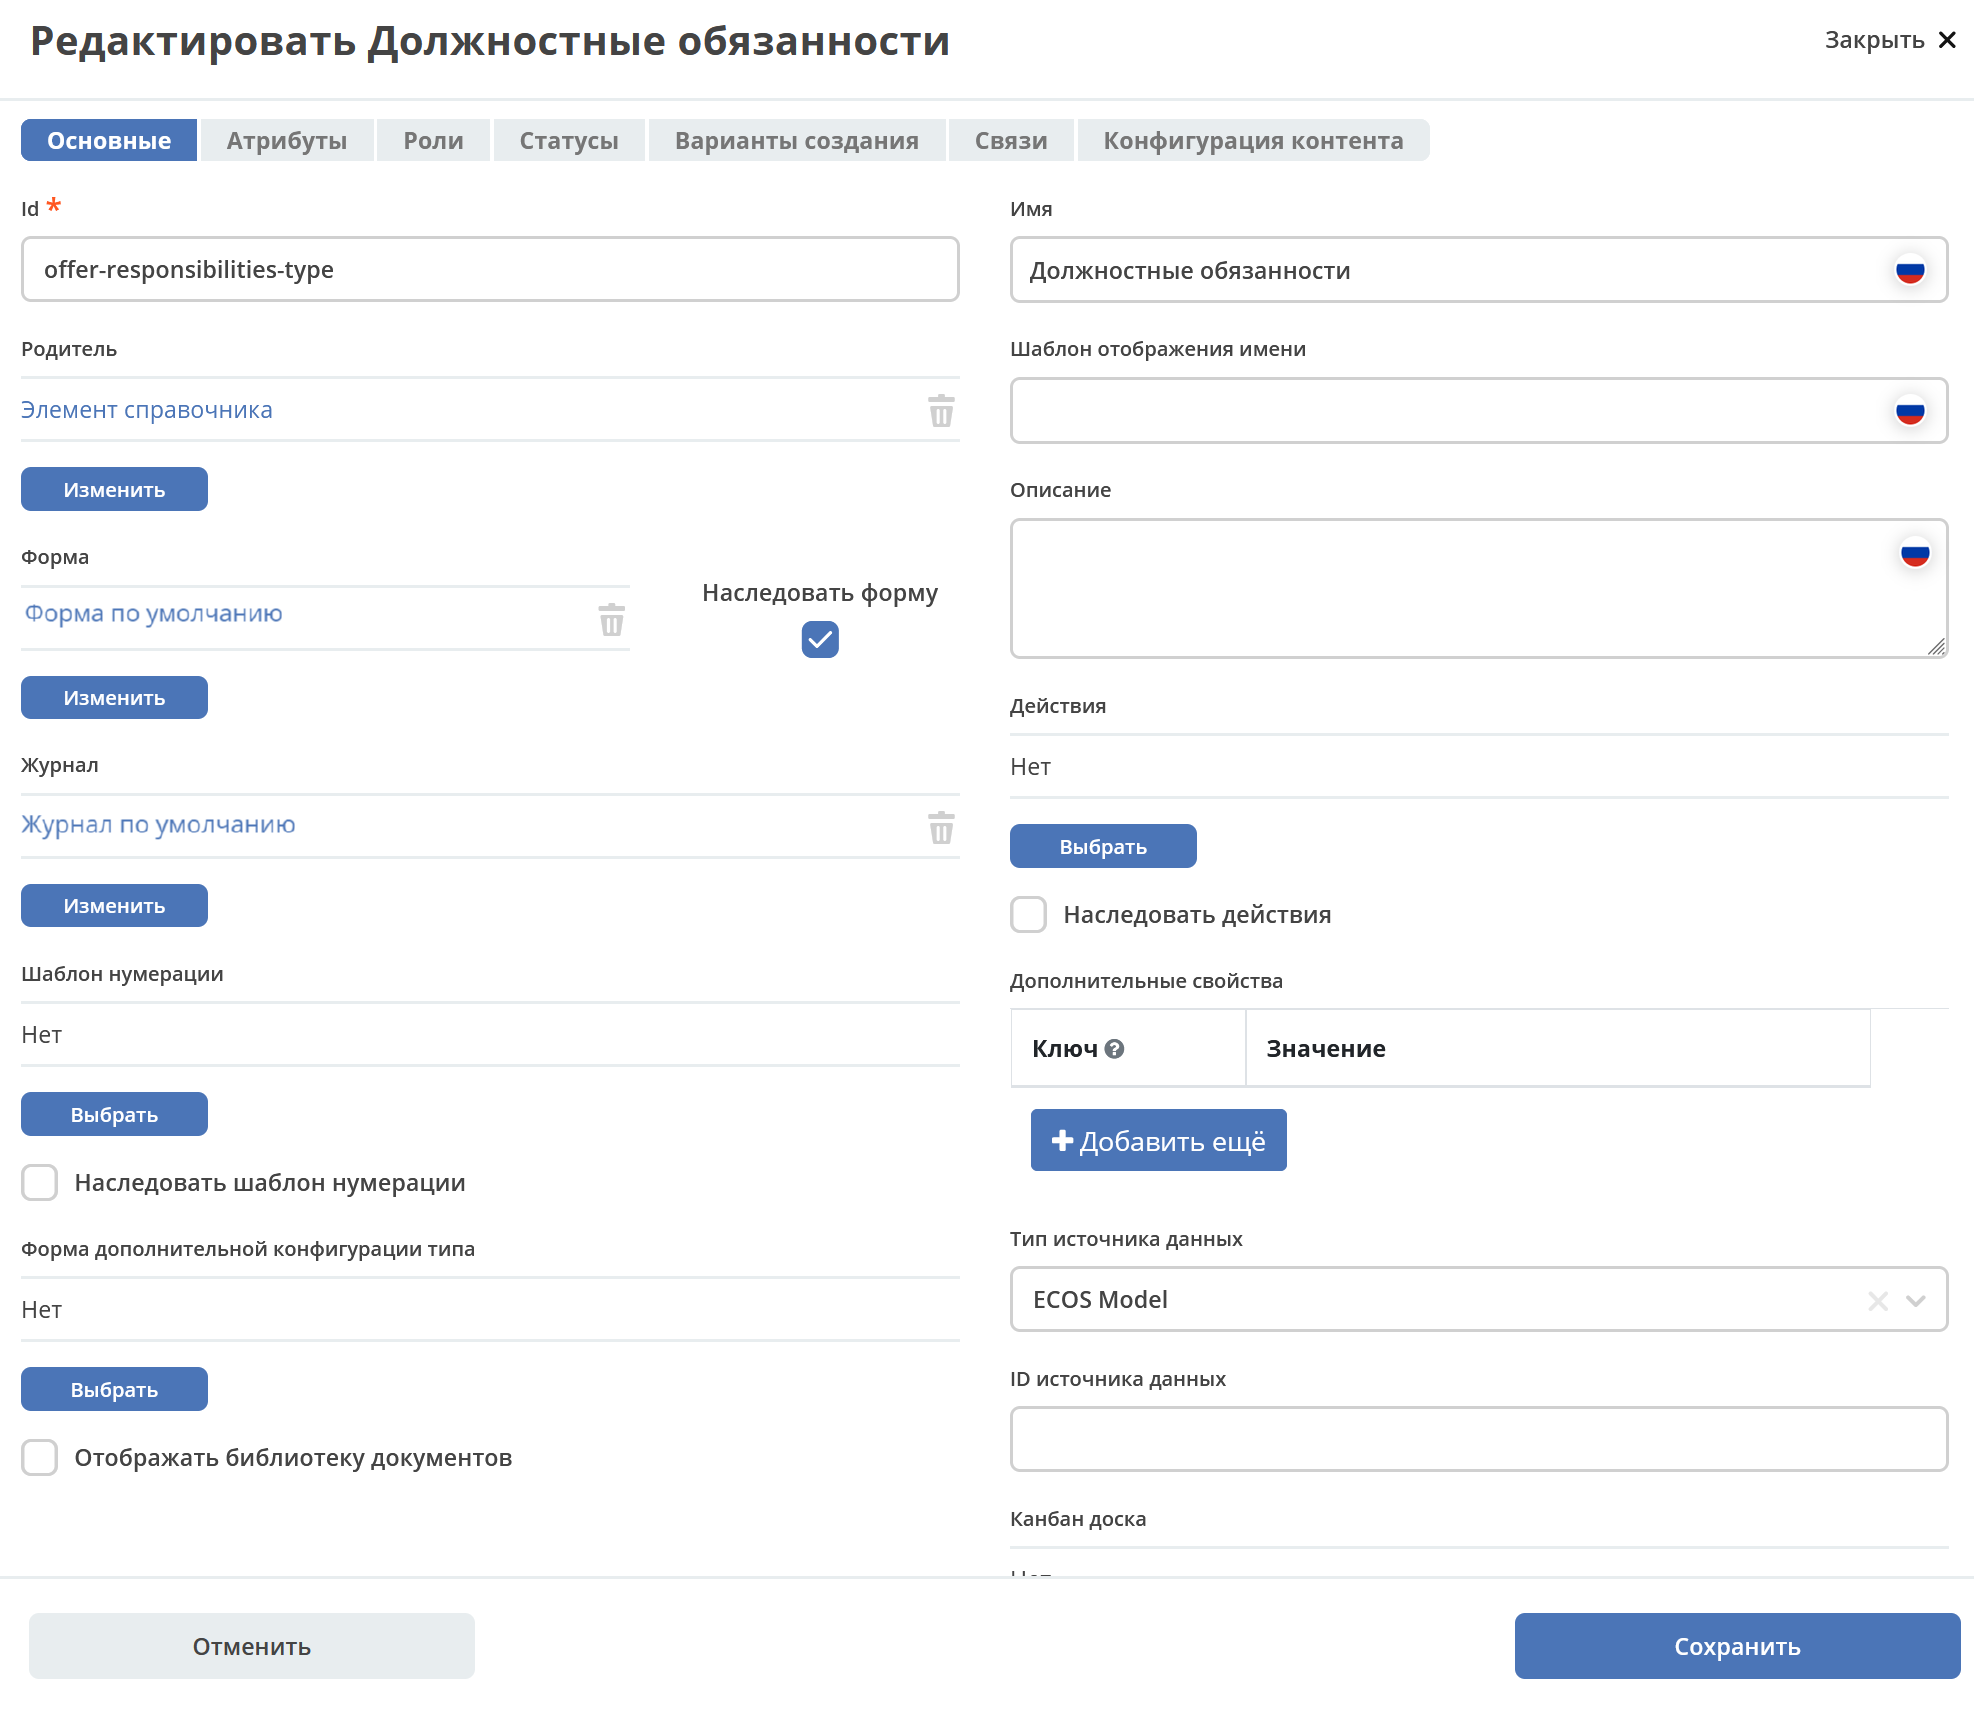 Редактировать Должностные обязанности
Закрыть
Основные
Атрибуты
Роли
Статусы
Варианты создания
Связи
Конфигурация контента
Id *
offer-responsibilities-type
Родитель
Элемент справочника
Изменить
Форма
Форма по умолчанию
Наследовать форму
Изменить
Журнал
Журнал по умолчанию
Изменить
Шаблон нумерации
Нет
Выбрать
Наследовать шаблон нумерации
Форма дополнительной конфигурации типа
Нет
Выбрать
Отображать библиотеку документов
Имя
Должностные обязанности
Шаблон отображения имени
Описание
Действия
Нет
Выбрать
Наследовать действия
Дополнительные свойства
Ключ ?
Значение
Добавить ещё
Тип источника данных
ECOS Model
ID источника данных
Канбан доска
Нет
Отменить
Сохранить